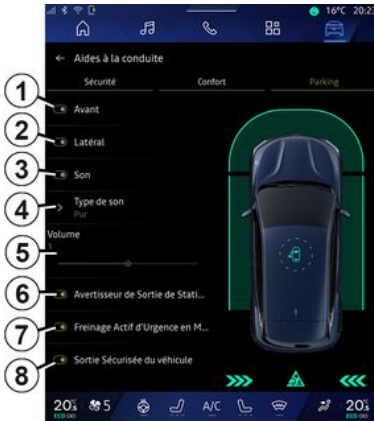 16°C 20:23
Aides à la conduite
Sécurité Confort Parking
1 Avant
2 Latéral
3 Son
4 Type de son
Pur
Volume
5
6 Avertisseur de Sortie de Stati...
7 Freinage Actif d'Urgence en M...
8 Sortie Sécurisée du véhicule
20.5 5 A/C 20.5
ECO ECO